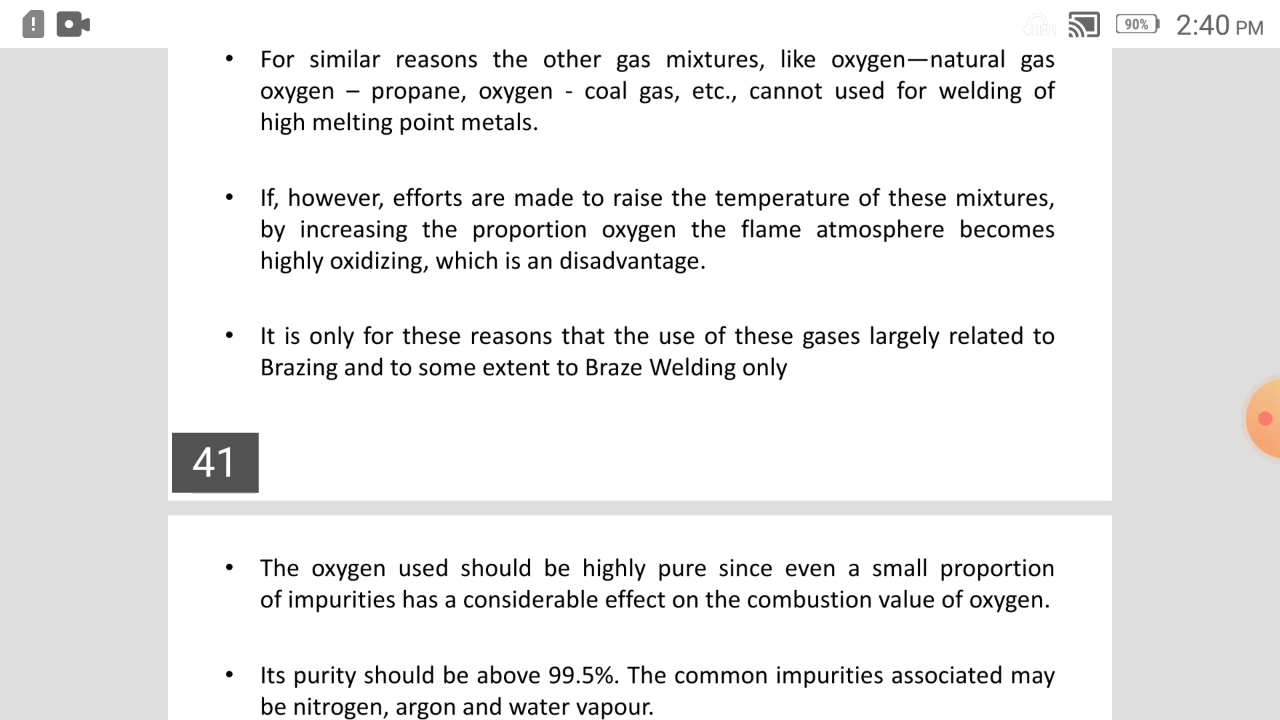 90% 2:40 PM
• For similar reasons the other gas mixtures, like oxygen—natural gas
oxygen – propane, oxygen - coal gas, etc., cannot used for welding of
high melting point metals.
• If, however, efforts are made to raise the temperature of these mixtures,
by increasing the proportion oxygen the flame atmosphere becomes
highly oxidizing, which is an disadvantage.
• It is only for these reasons that the use of these gases largely related to
Brazing and to some extent to Braze Welding only
41
• The oxygen used should be highly pure since even a small proportion
of impurities has a considerable effect on the combustion value of oxygen.
• Its purity should be above 99.5%. The common impurities associated may
be nitrogen, argon and water vapour.